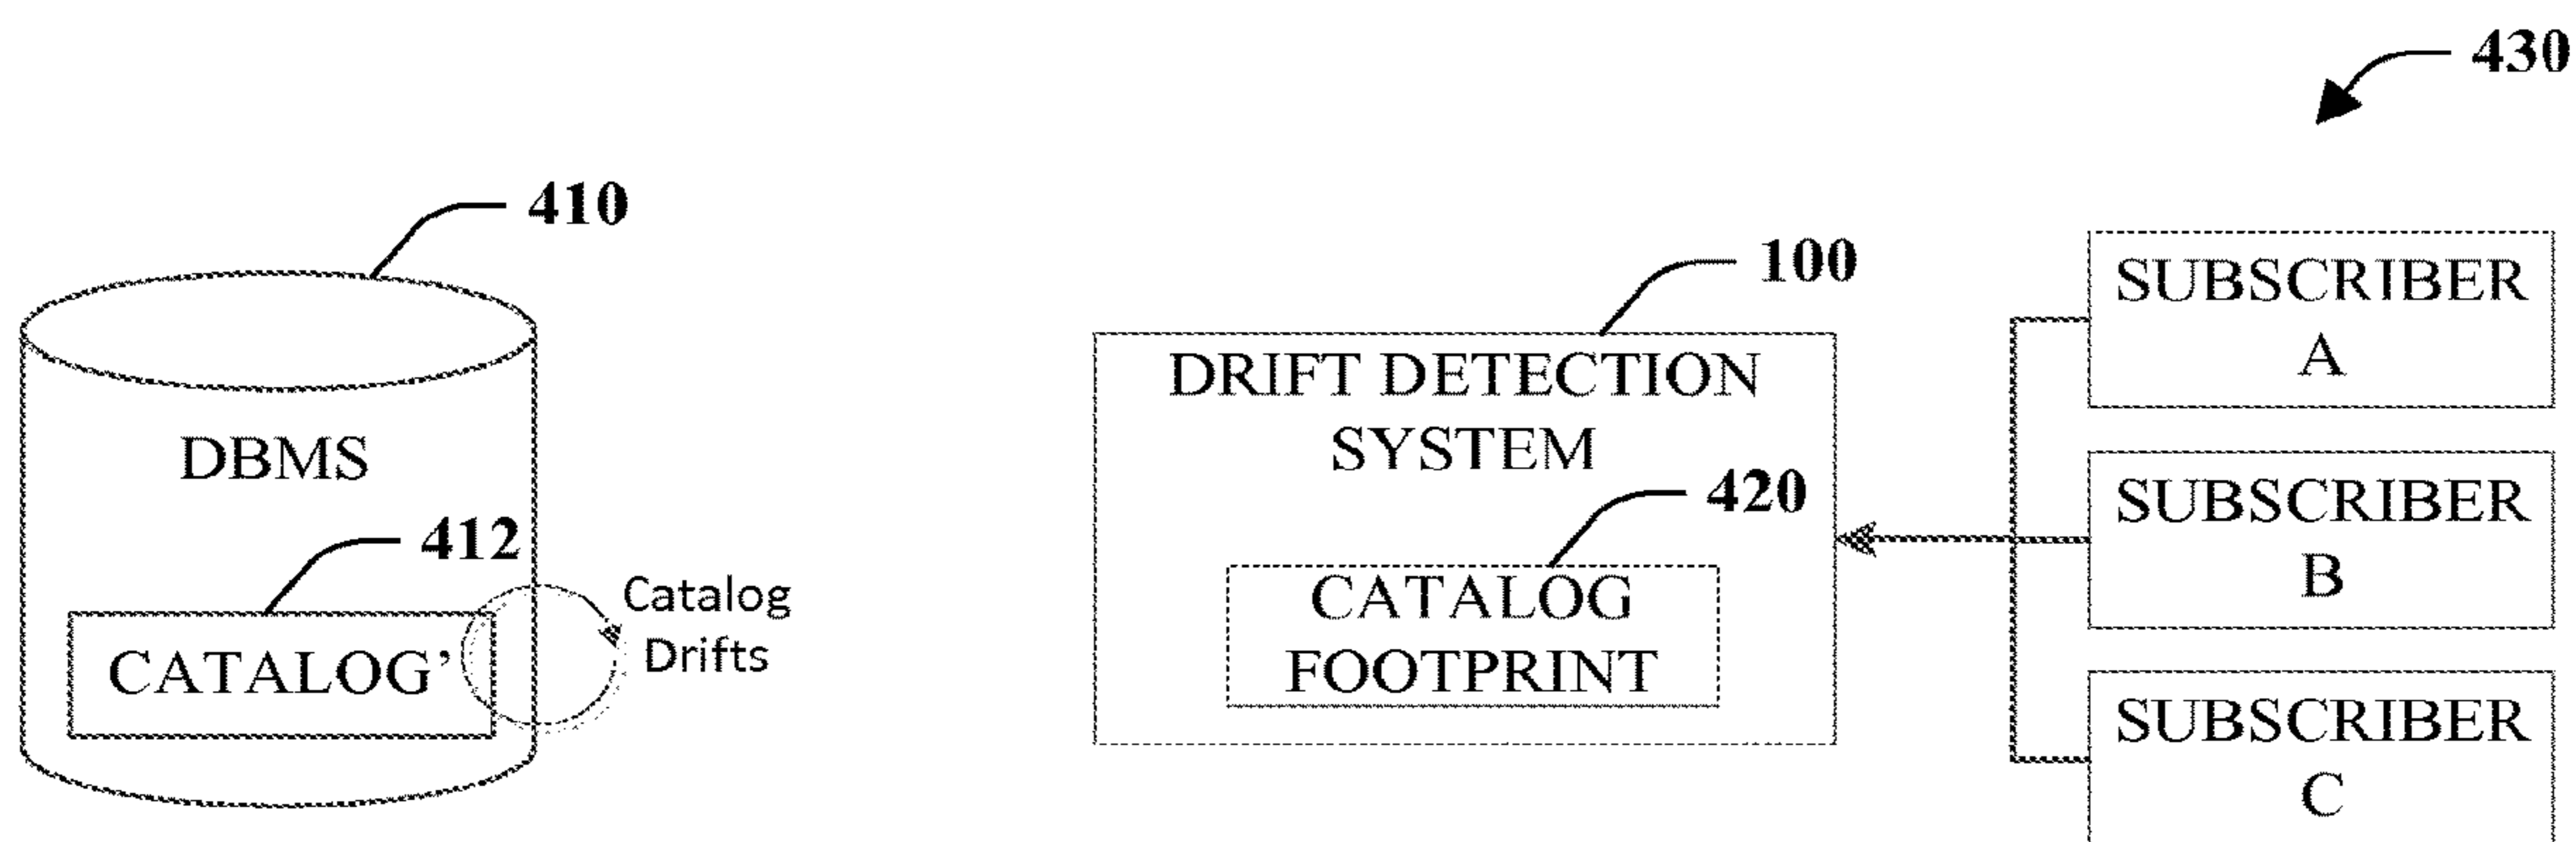 430
410
100
SUBSCRIBER
A
DRIFT DETECTION
SYSTEM
DBMS
420
SUBSCRIBER
B
412
Catalog
Drifts
CATALOG
FOOTPRINT
CATALOG’
SUBSCRIBER
C